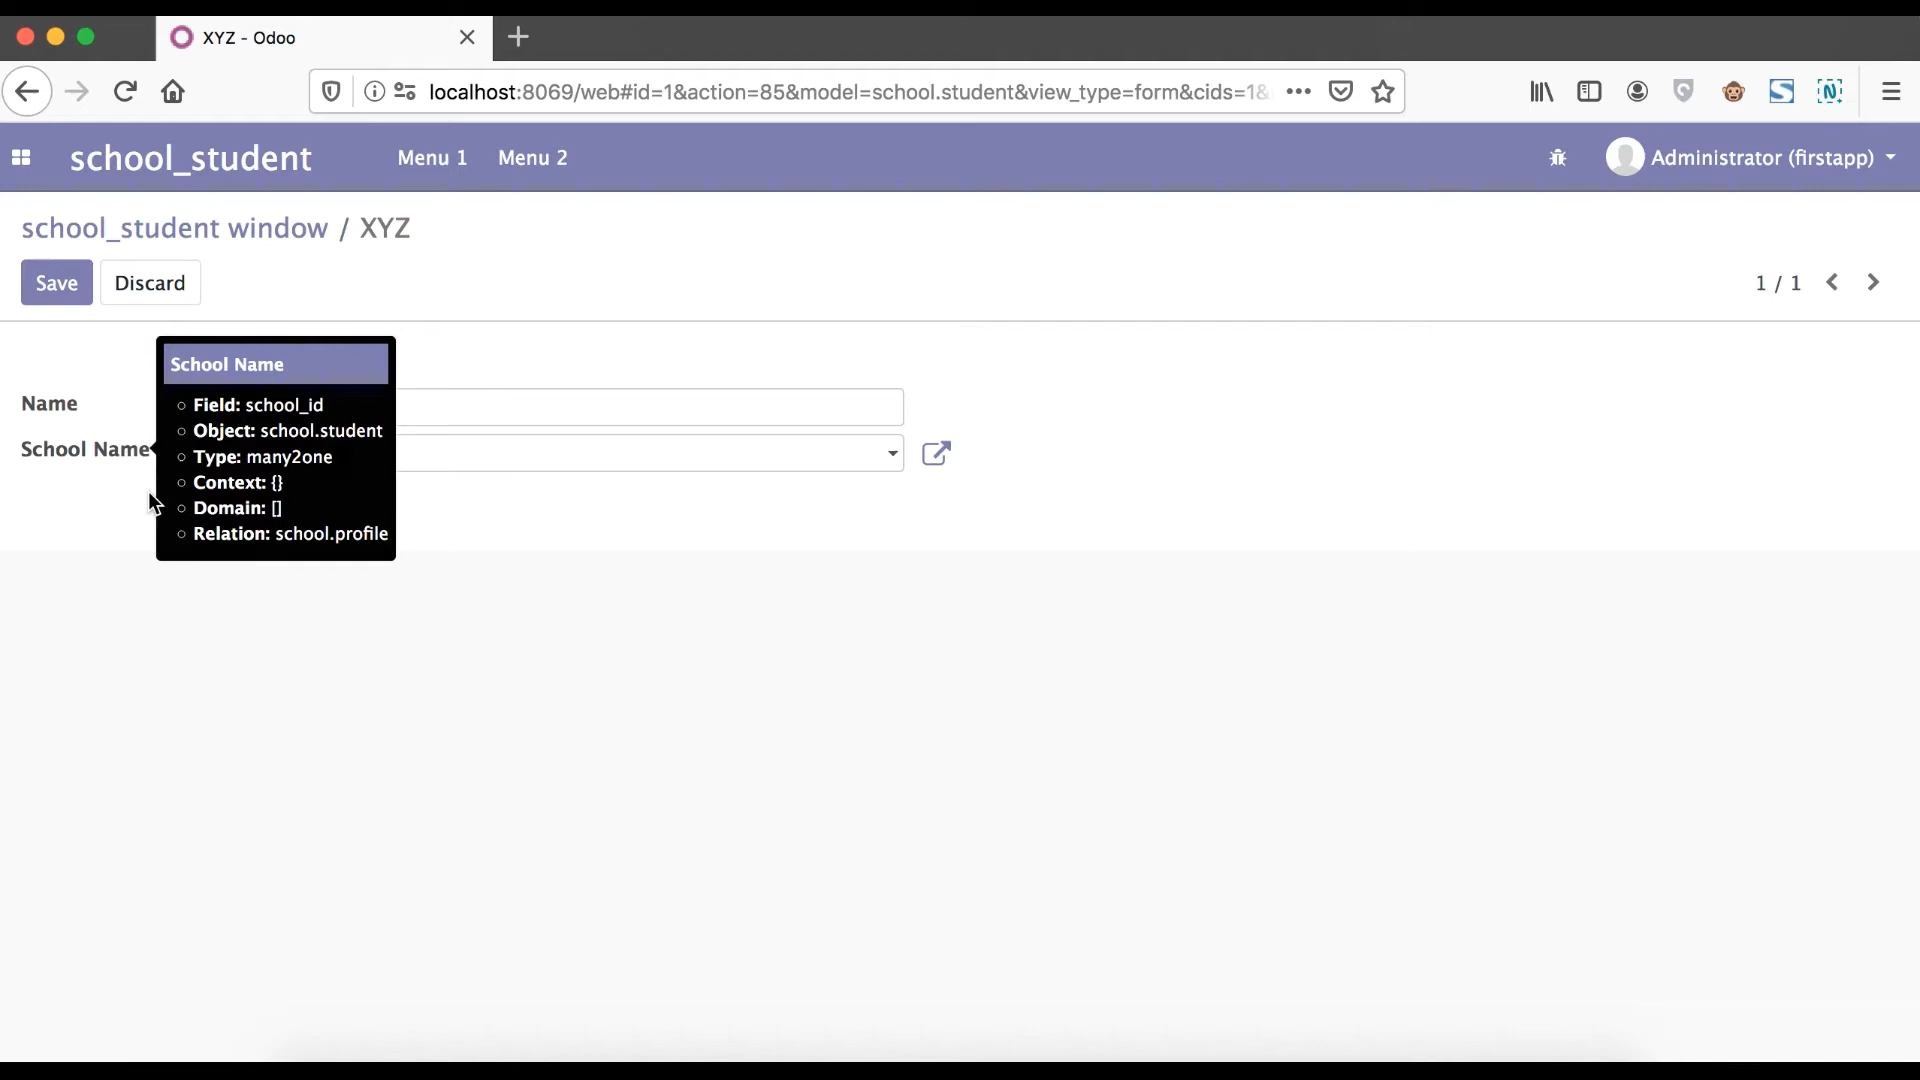 XYZ - Odoo
localhost:8069/web#id=1&action=85&model=school.student&view_type=form&cids=1&
school_student
Menu 1
Menu 2
Administrator (firstapp)
school_student window / XYZ
Save
Discard
1 / 1
School Name
Name
School Name
Field: school_id
Object: school.student
Type: many2one
Context: {}
Domain: []
Relation: school.profile